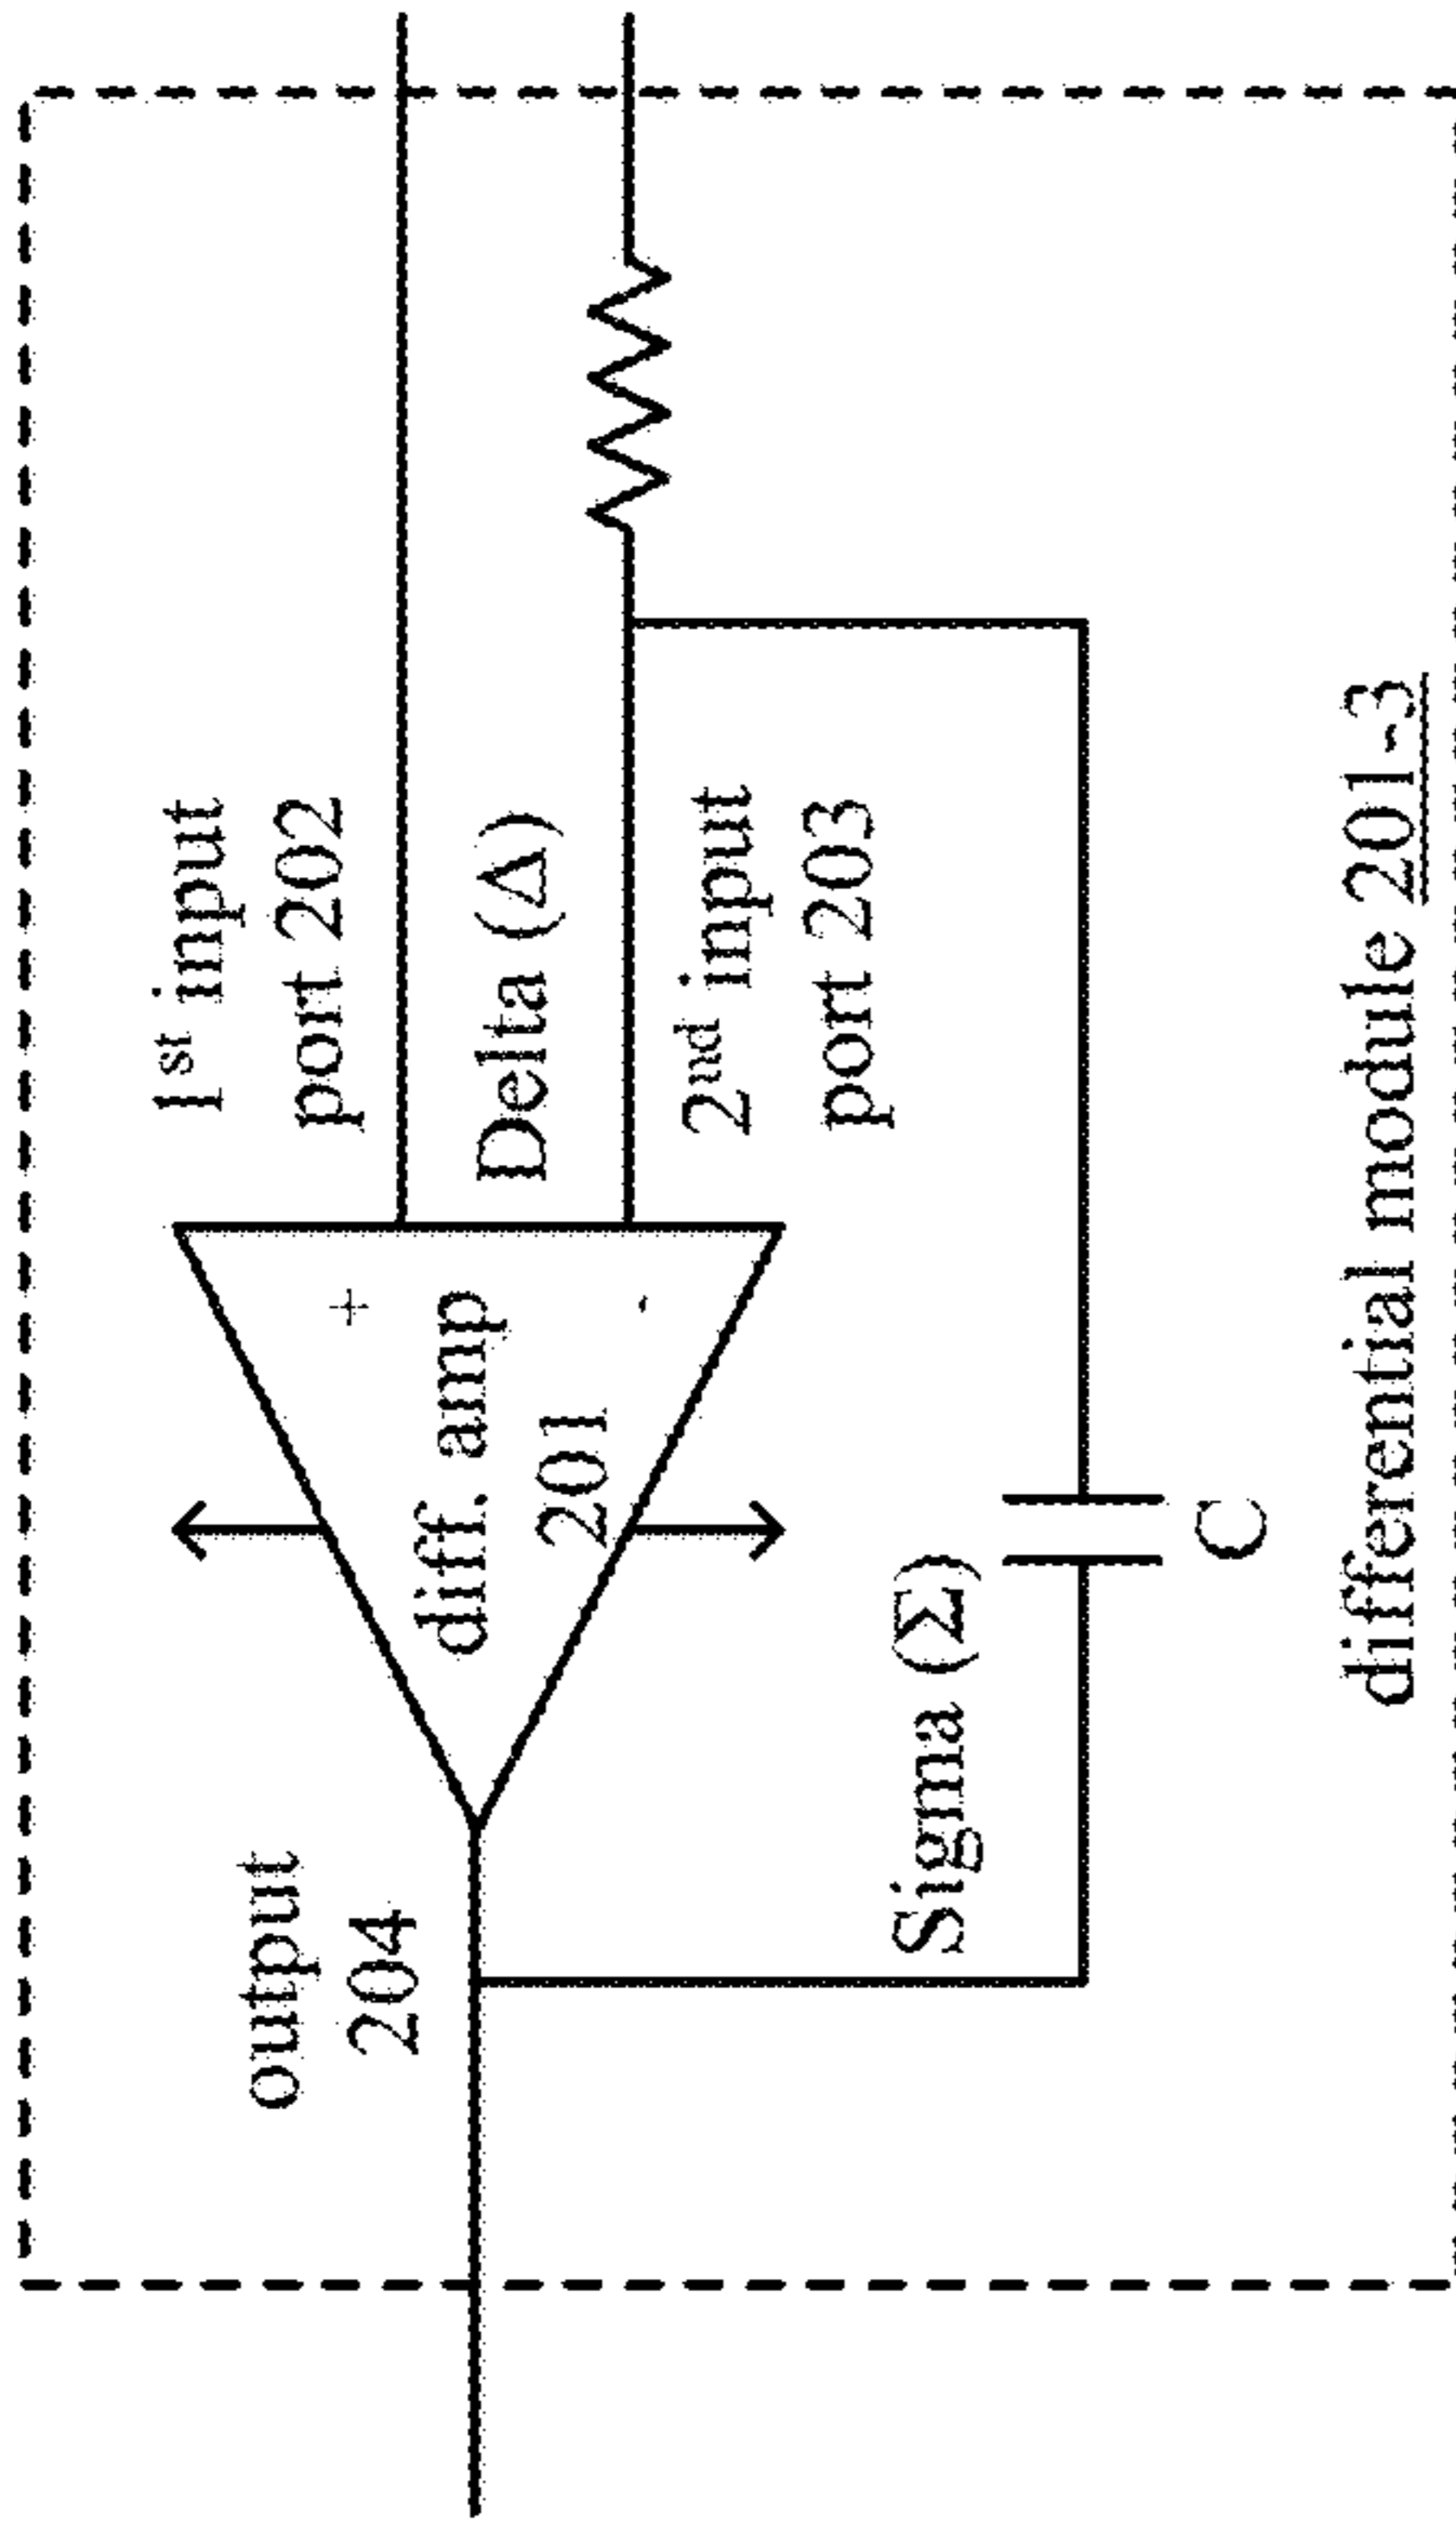 output
204
1st input
port 202
+
diff. amp
201
-
Delta (Δ)
2nd input
port 203
Sigma (Σ)
C
differential module 201-3